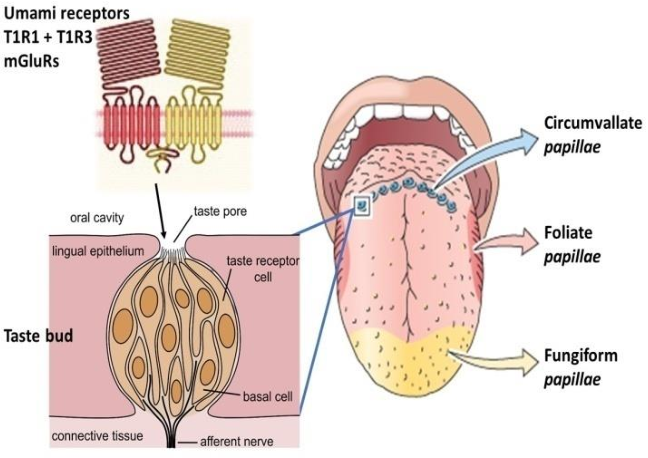 Umami receptors
T1R1 + T1R3
mGluRs
oral cavity
taste pore
lingual epithelium
taste receptor
cell
Taste bud
basal cell
connective tissue
afferent nerve
Circumvallate
papillae
Foliate
papillae
Fungiform
papillae